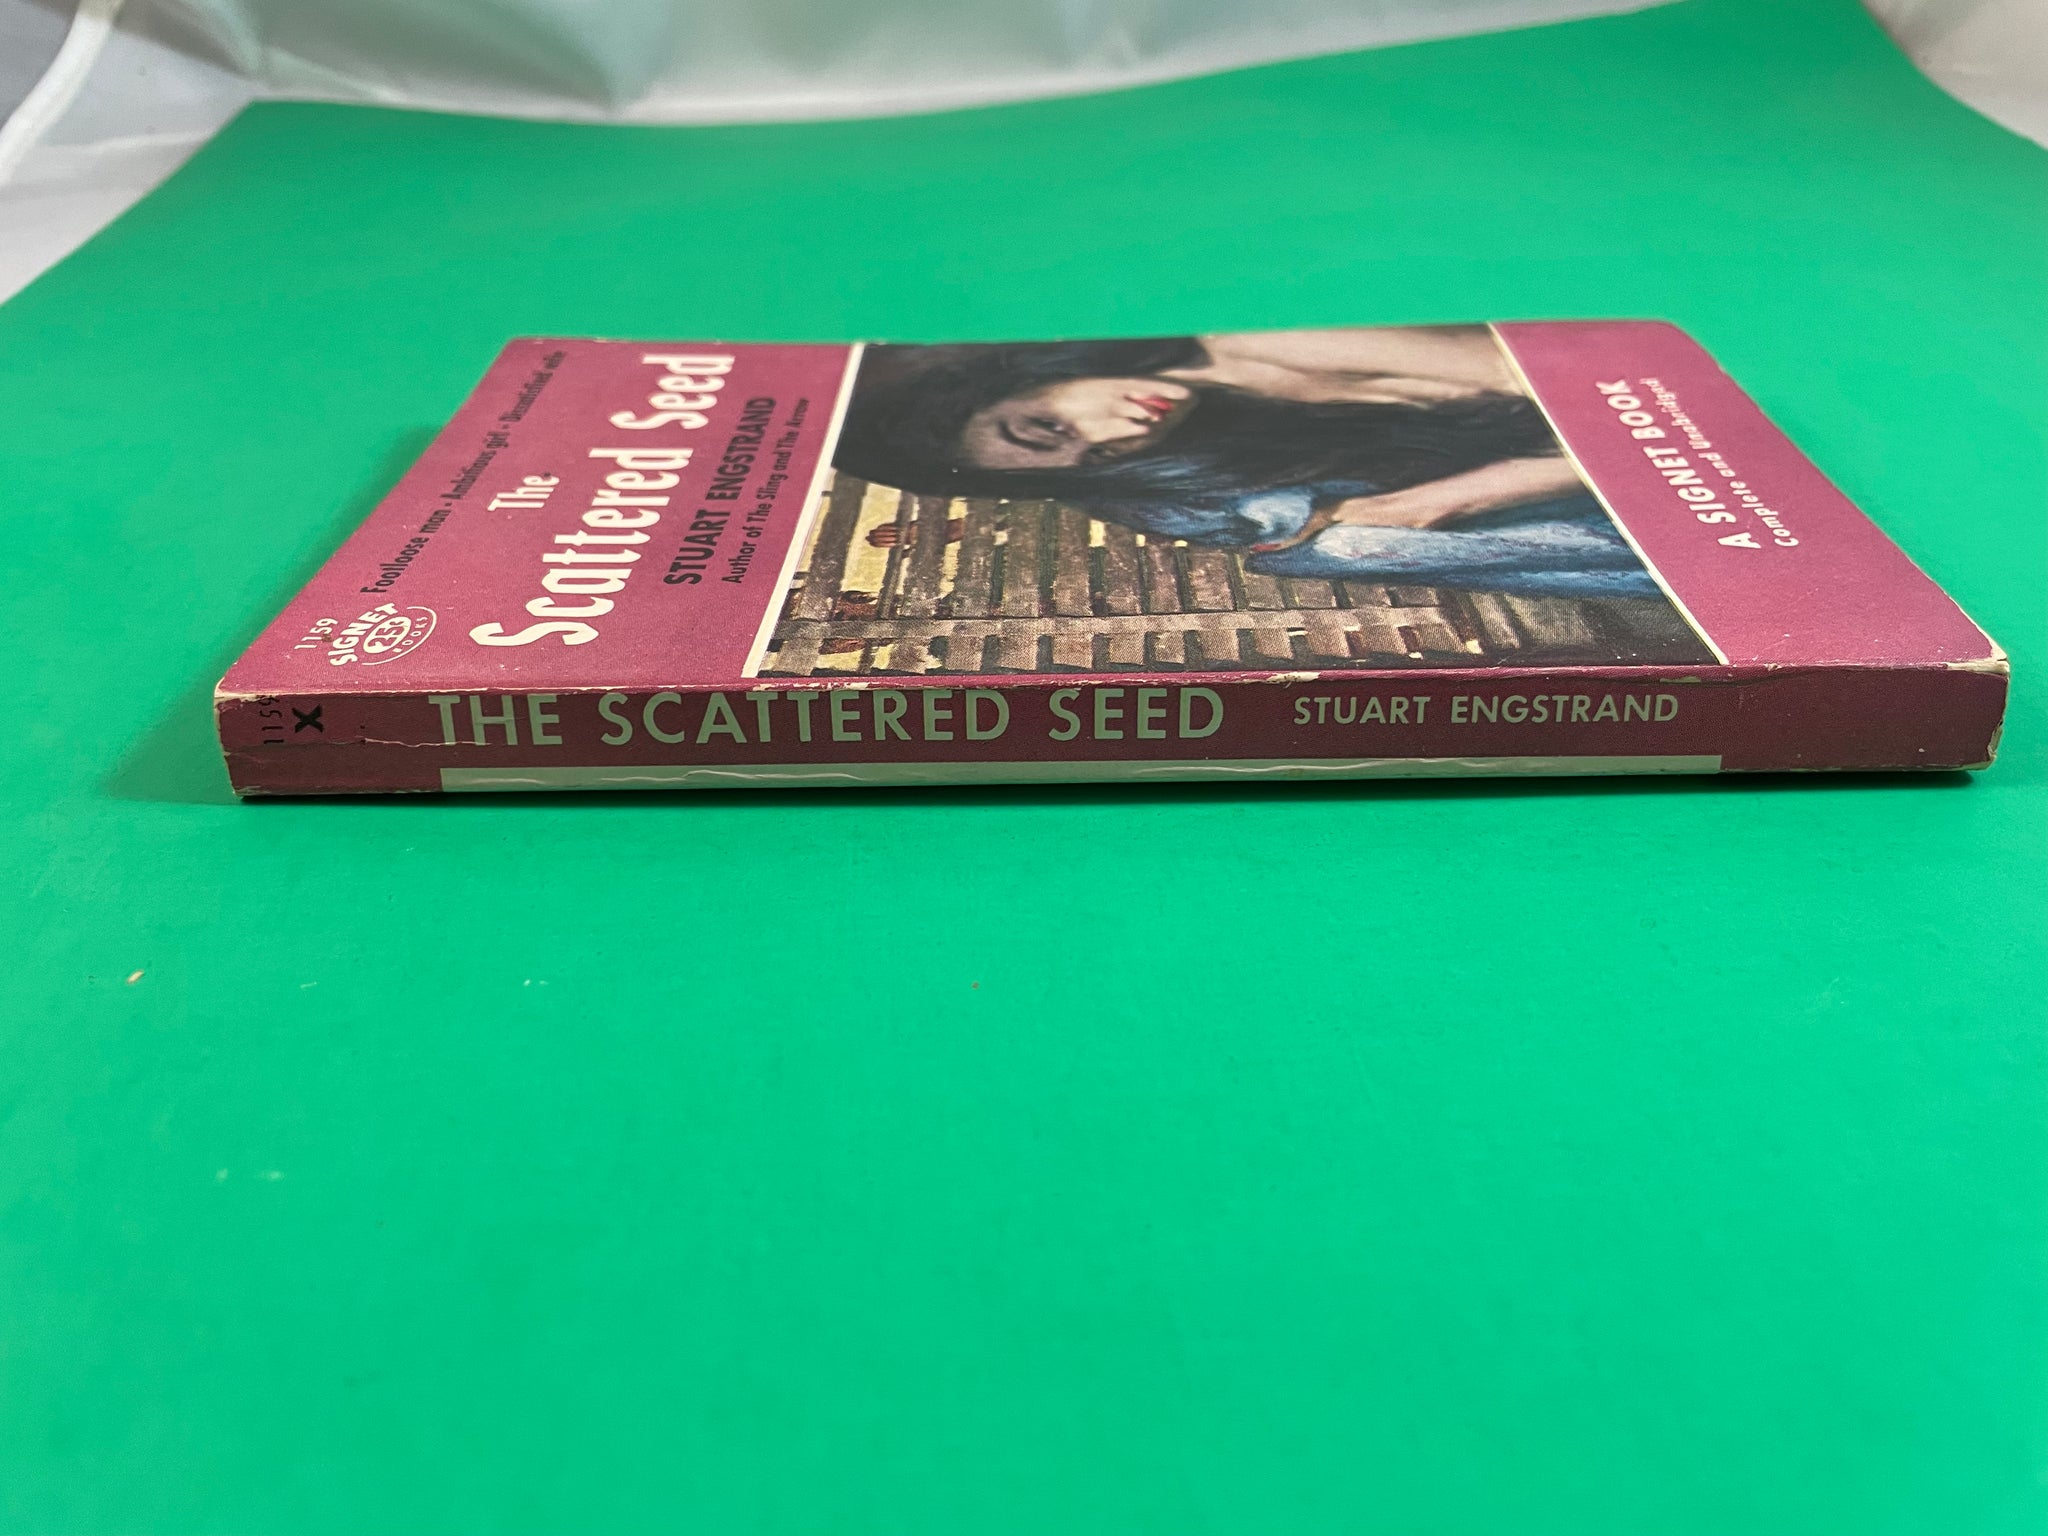 1159
SIGNET
25¢
BOOKS
Footloose man • Ambitious girl • Dissatisfied wife
The
Scattered Seed
STUART ENGSTRAND
Author of The Sling and The Arrow
A SIGNET BOOK
Complete and Unabridged
1159
X
THE SCATTERED SEED STUART ENGSTRAND